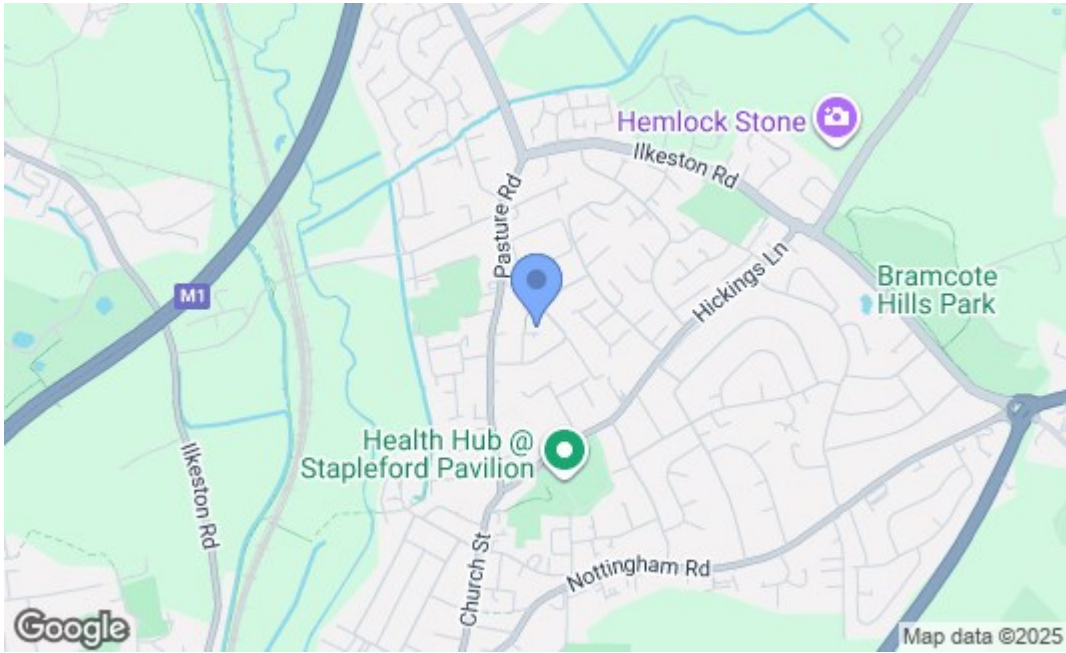 Hemlock Stone
Ilkeston Rd
Pasture Rd
Hickings Ln
M1
Bramcote
Hills Park
Health Hub @
Stapleford Pavilion
Ilkeston Rd
Church St
Nottingham Rd
Google
Map data ©2025